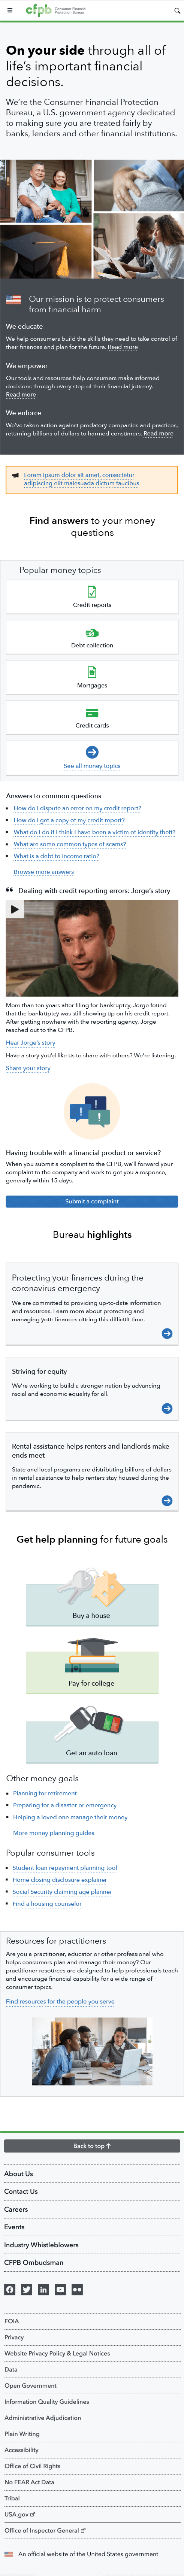 cfpb Consumer Financial
Protection Bureau
On your side through all of
life's important financial
decisions.
We're the Consumer Financial Protection
Bureau, a U.S. government agency dedicated
to making sure you are treated fairly by
banks, lenders and other financial institutions.
Our mission is to protect consumers
from financial harm
We educate
We help consumers build the skills they need to take control of
their finances and plan for the future. Read more
We empower
Our tools and resources help consumers make informed
decisions through every step of their financial journey.
Read more
We enforce
We've taken action against predatory companies and practices,
returning billions of dollars to harmed consumers. Read more
Lorem ipsum dolor sit amet, consectetur
adipiscing elit malesuada dictum faucibus
Find answers to your money
questions
Popular money topics
Credit reports
Debt collection
Mortgages
Credit cards
See all money topics
Answers to common questions
How do I dispute an error on my credit report?
How do I get a copy of my credit report?
What do I do if I think I have been a victim of identity theft?
What are some common types of scams?
What is a debt to income ratio?
Browse more answers
Dealing with credit reporting errors: Jorge's story
More than ten years after filing for bankruptcy, Jorge found
that the bankruptcy was still showing up on his credit report.
After getting nowhere with the reporting agency, Jorge
reached out to the CFPB.
Hear Jorge's story
Have a story you'd like us to share with others? We're listening.
Share your story
Having trouble with a financial product or service?
When you submit a complaint to the CFPB, we'll forward your
complaint to the company and work to get you a response,
generally within 15 days.
Submit a complaint
Bureau highlights
Protecting your finances during the
coronavirus emergency
We are committed to providing up-to-date information
and resources. Learn more about protecting and
managing your finances during this difficult time.
Striving for equity
We're working to build a stronger nation by advancing
racial and economic equality for all.
Rental assistance helps renters and landlords make
ends meet
State and local programs are distributing billions of dollars
in rental assistance to help renters stay housed during the
pandemic.
Get help planning for future goals
Buy a house
Pay for college
Get an auto loan
Other money goals
Planning for retirement
Preparing for a disaster or emergency
Helping a loved one manage their money
More money planning guides
Popular consumer tools
Student loan repayment planning tool
Home closing disclosure explainer
Social Security claiming age planner
Find a housing counselor
Resources for practitioners
Are you a practitioner, educator or other professional who
helps consumers plan and manage their money? Our
practitioner resources are designed to help professionals teach
and encourage financial capability for a wide range of
consumer topics.
Find resources for the people you serve
Back to top
About Us
Contact Us
Careers
Events
Industry Whistleblowers
CFPB Ombudsman
FOIA
Privacy
Website Privacy Policy & Legal Notices
Data
Open Government
Information Quality Guidelines
Administrative Adjudication
Plain Writing
Accessibility
Office of Civil Rights
No FEAR Act Data
Tribal
USA.gov
Office of Inspector General
An official website of the United States government